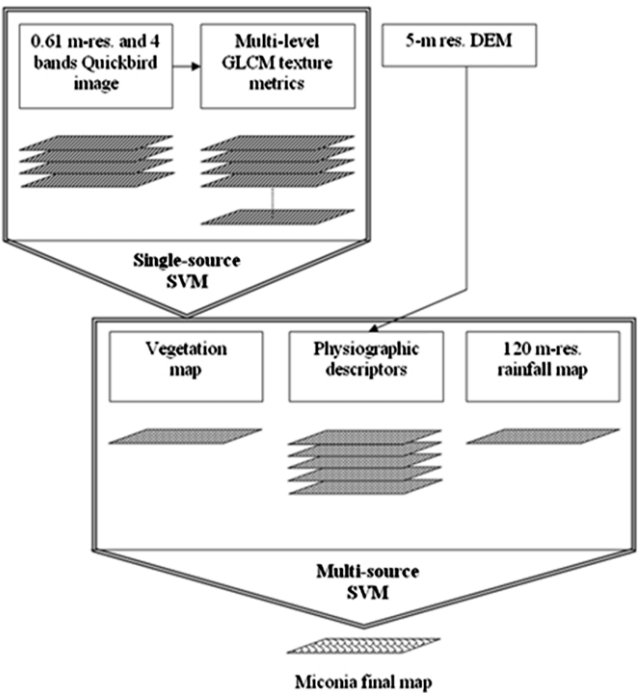 0.61 m-res. and 4
bands Quickbird
image
Multi-level
GLCM texture
metrics
5-m res. DEM
Single-source
SVM
Vegetation
map
Physiographic
descriptors
120 m-res.
rainfall map
Multi-source
SVM
Miconia final map